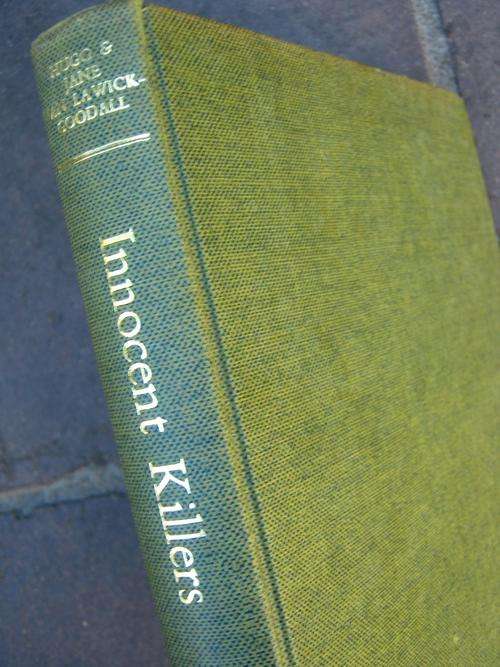 HUGO &
JANE
VAN LAWICK-
GOODALL
Innocent Killers